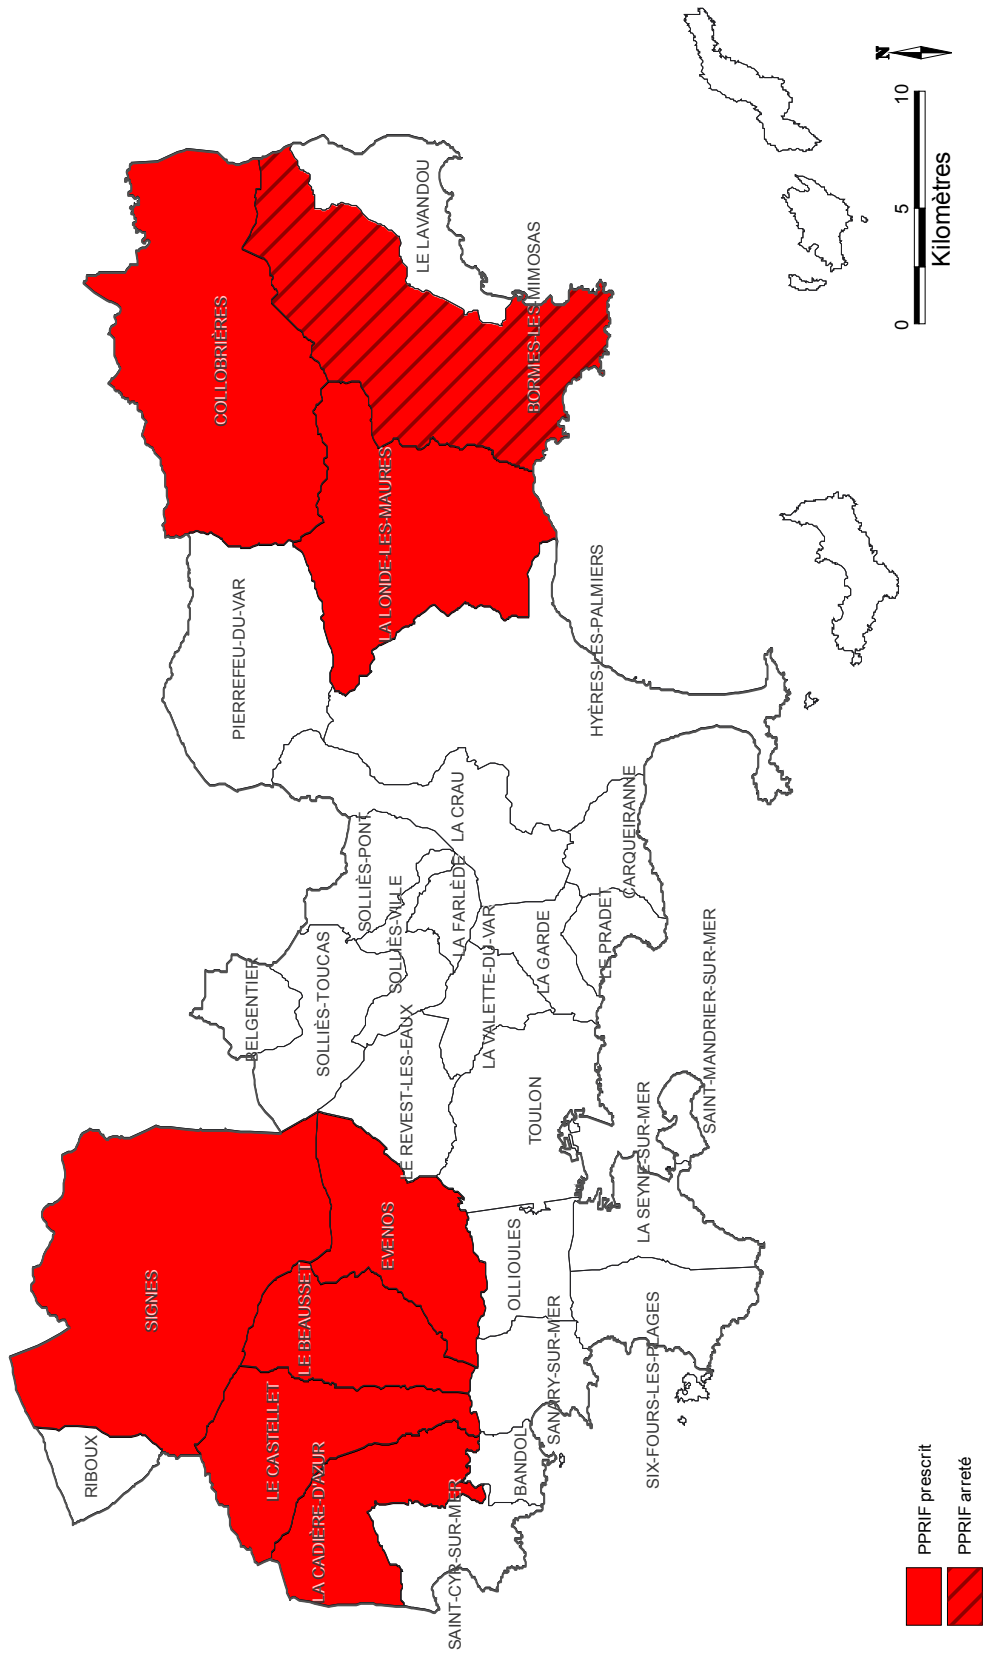 N
RIBOUX
SIGNES
LE CASTELLET
LA CADIÈRE-D'AZUR
LE BEAUSSET
EVENOS
SAINT-CYR-SUR-MER
BANDOL
SANARY-SUR-MER
OLLIOULES
SIX-FOURS-LES-PLAGES
LA SEYNE-SUR-MER
SAINT-MANDRIER-SUR-MER
TOULON
LE REVEST-LES-EAUX
BELGENTIER
SOLLIÈS-TOUCAS
SOLLIÈS-PONT
SOLLIÈS-VILLE
LA FARLÈDE
LA VALETTE-DU-VAR
LA GARDE
LE PRADET
CARQUEIRANNE
LA CRAU
PIERREFEU-DU-VAR
HYÈRES-LES-PALMIERS
COLLOBRIÈRES
LA LONDE-LES-MAURES
BORMES-LES-MIMOSAS
LE LAVANDOU
PPRIF prescrit
PPRIF arreté
0 5 10
Kilomètres